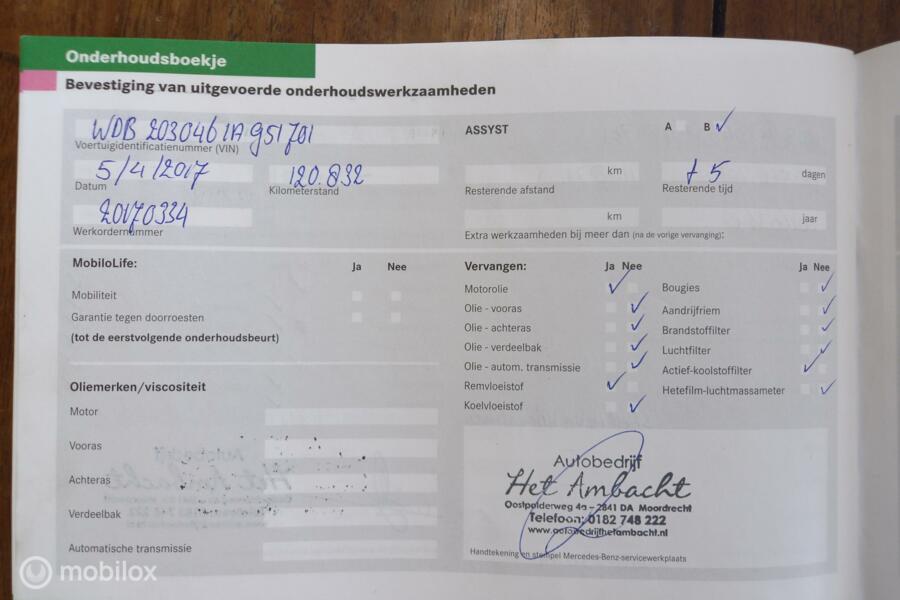 Onderhoudsboekje
Bevestiging van uitgevoerde onderhoudswerkzaamheden
WDB 203046 1A 951701
Voertuigidentificatienummer (VIN)
5/4/2017
Datum
120.832
Kilometerstand
20170334
Werkordernummer
ASSYST A B ✓
km
Resterende afstand
± 5 dagen
Resterende tijd
km jaar
Extra werkzaamheden bij meer dan (na de vorige vervanging):
MobiloLife: Ja Nee
Mobiliteit
Garantie tegen doorroesten
(tot de eerstvolgende onderhoudsbeurt)
Oliemerken/viscositeit
Motor
Vooras
Achteras
Verdeelbak
Automatische transmissie
Vervangen: Ja Nee
Motorolie ✓
Olie - vooras ✓
Olie - achteras ✓
Olie - verdeelbak ✓
Olie - autom. transmissie ✓
Remvloeistof ✓
Koelvloeistof ✓
Ja Nee
Bougies ✓
Aandrijfriem ✓
Brandstoffilter ✓
Luchtfilter ✓
Actief-koolstoffilter ✓
Hetefilm-luchtmassameter ✓
Autobedrijf
Het Ambacht
Oostpolderweg 4a - 2841 DA Moordrecht
Telefoon: 0182 748 222
www.autobedrijfhetambacht.nl
Handtekening en stempel Mercedes-Benz-servicewerkplaats
mobilox